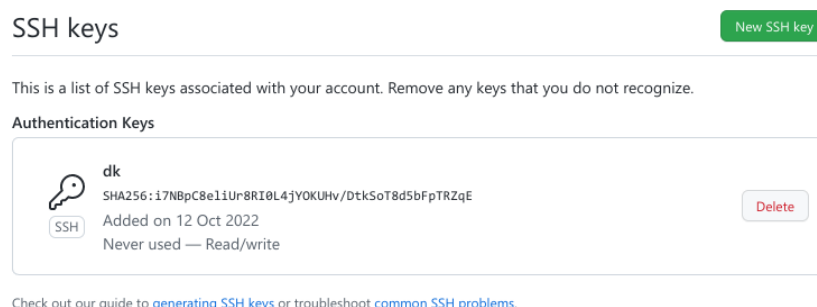 SSH keys
New SSH key
This is a list of SSH keys associated with your account. Remove any keys that you do not recognize.
Authentication Keys
dk
SHA256:i7NBpC8eliUr8RI0L4jYOKUHv/DtkSoT8d5bFpTRZqE
SSH
Added on 12 Oct 2022
Never used — Read/write
Delete
Check out our guide to generating SSH keys or troubleshoot common SSH problems.